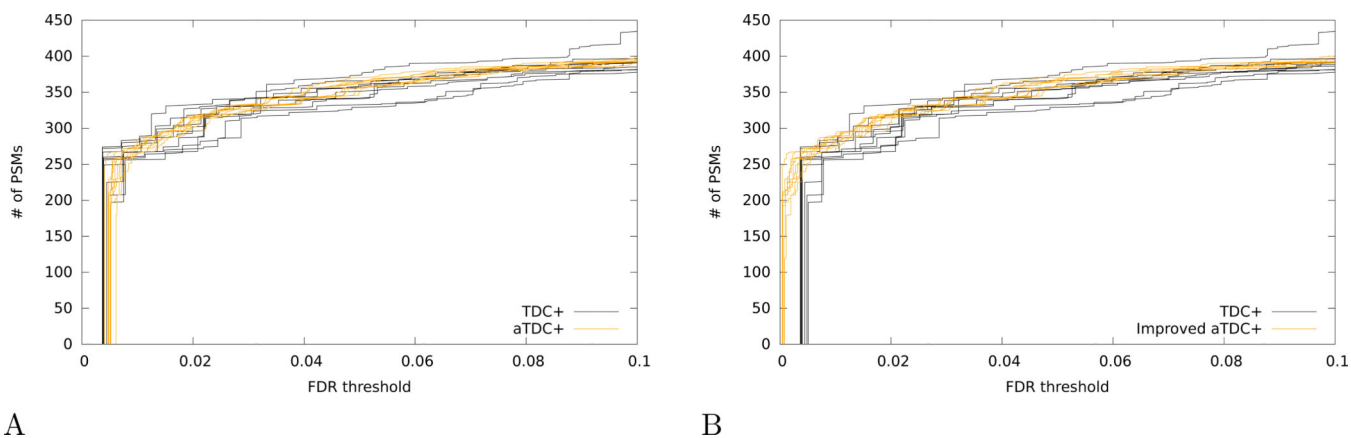 450
400
350
300
250
200
150
100
50
0
# of PSMs
TDC+
aTDC+
0 0.02 0.04 0.06 0.08 0.1
FDR threshold
A
450
400
350
300
250
200
150
100
50
0
# of PSMs
TDC+
Improved aTDC+
0 0.02 0.04 0.06 0.08 0.1
FDR threshold
B